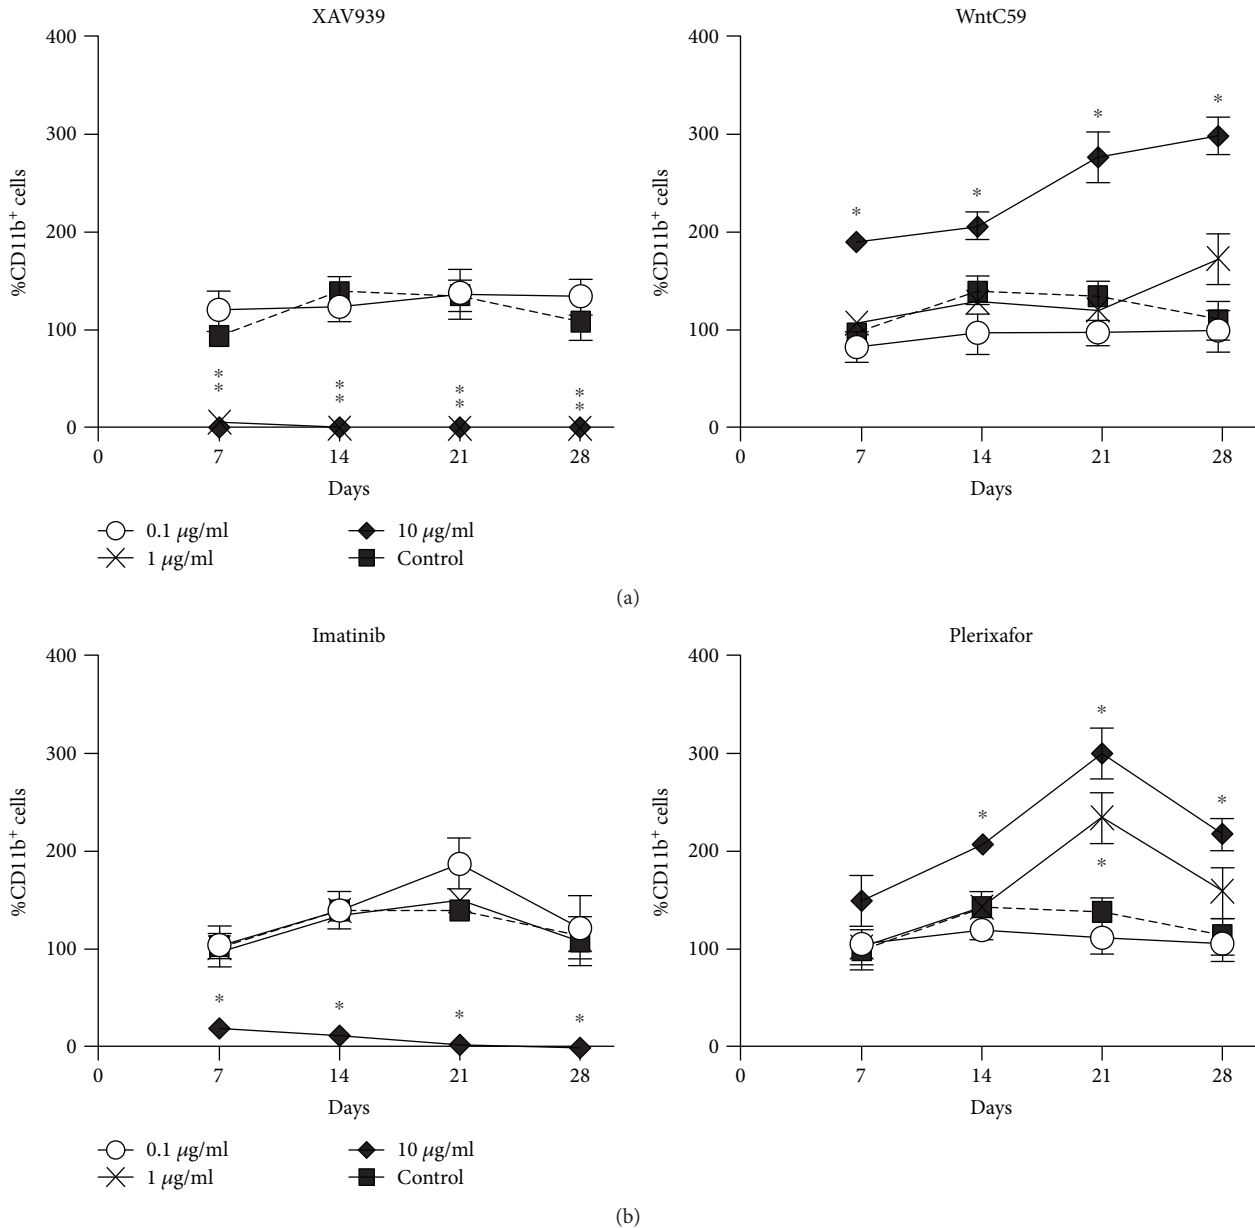 XAV939
400
300
200
100
0
%CD11b+ cells
* * * *
* * * *
0 7 14 21 28
Days
WntC59
400
300
200
100
0
%CD11b+ cells
* * * *
0 7 14 21 28
Days
0.1 μg/ml
1 μg/ml
10 μg/ml
Control
(a)
Imatinib
400
300
200
100
0
%CD11b+ cells
* * * *
0 7 14 21 28
Days
Plerixafor
400
300
200
100
0
%CD11b+ cells
* * *
*
0 7 14 21 28
Days
0.1 μg/ml
1 μg/ml
10 μg/ml
Control
(b)